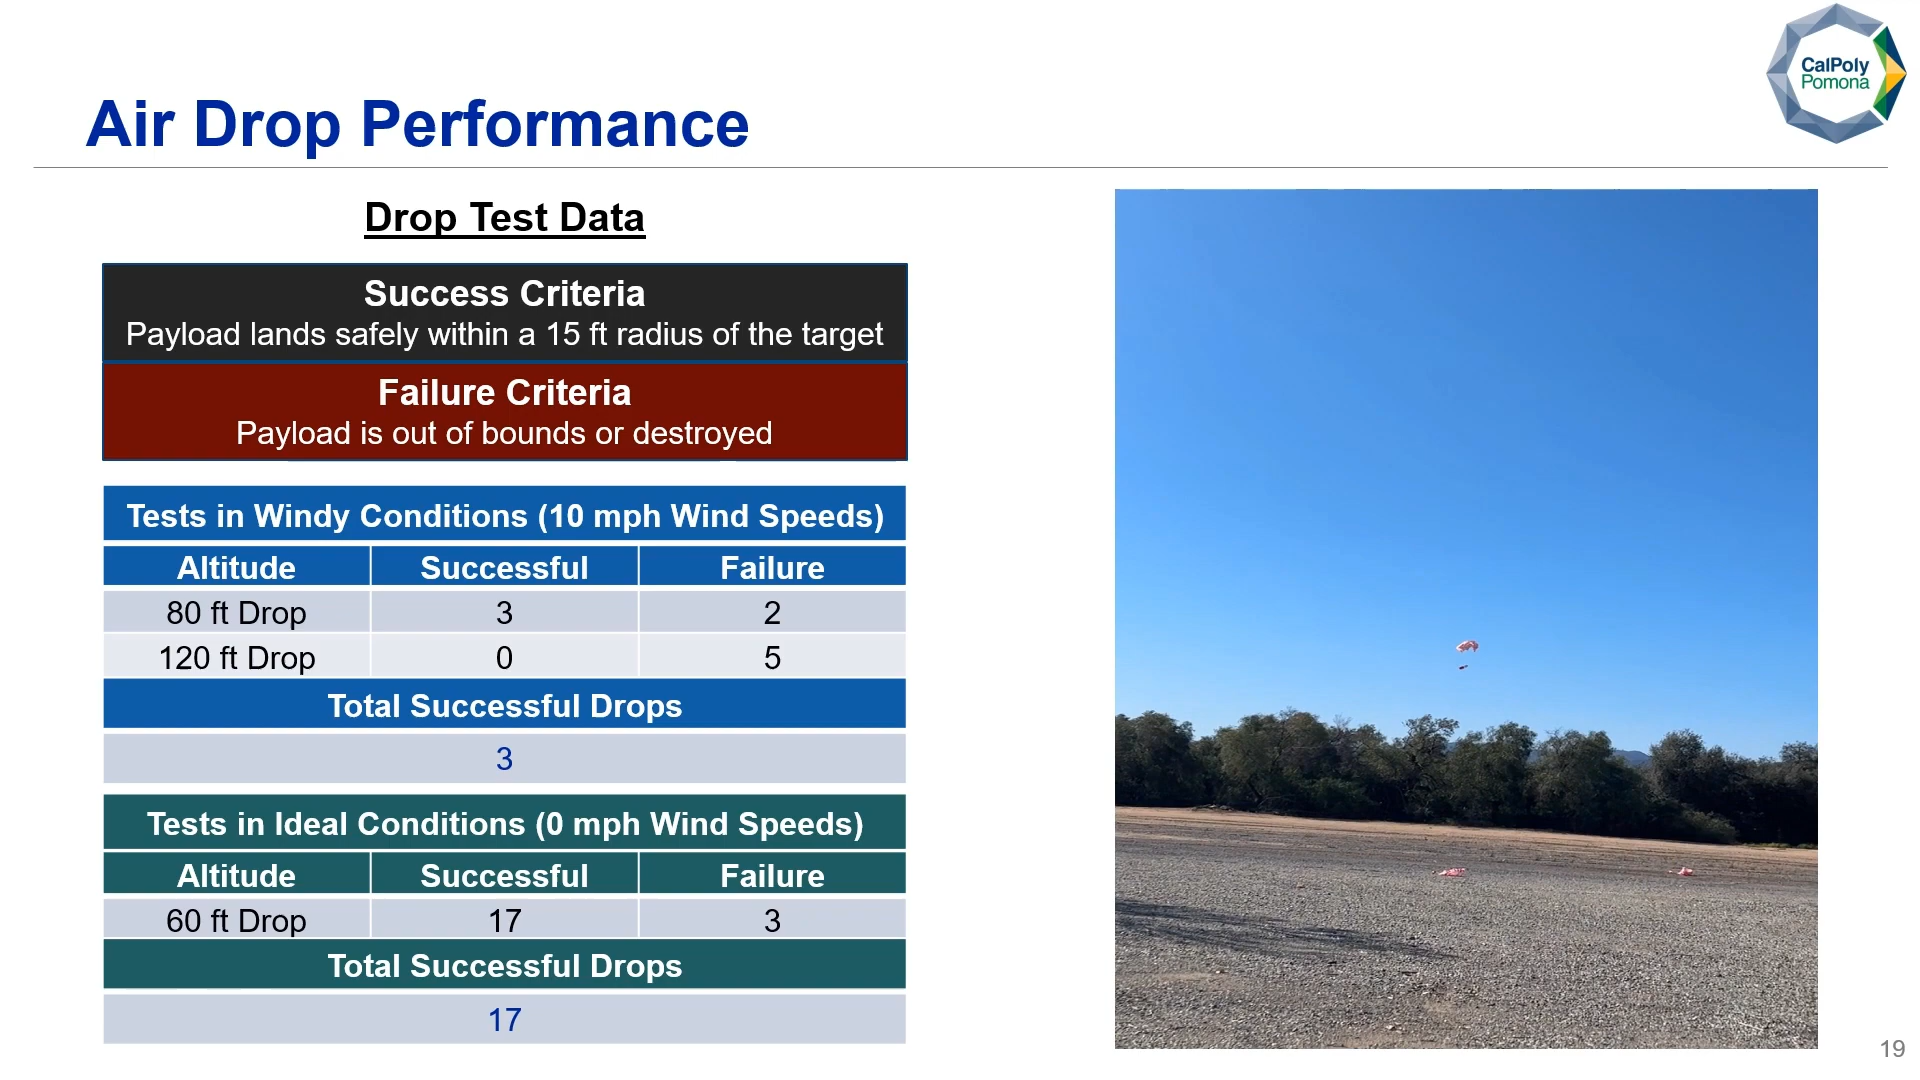 CalPoly
Pomona
Air Drop Performance
Drop Test Data
Success Criteria
Payload lands safely within a 15 ft radius of the target
Failure Criteria
Payload is out of bounds or destroyed
Tests in Windy Conditions (10 mph Wind Speeds)
Altitude Successful Failure
80 ft Drop 3 2
120 ft Drop 0 5
Total Successful Drops
3
Tests in Ideal Conditions (0 mph Wind Speeds)
Altitude Successful Failure
60 ft Drop 17 3
Total Successful Drops
17
19